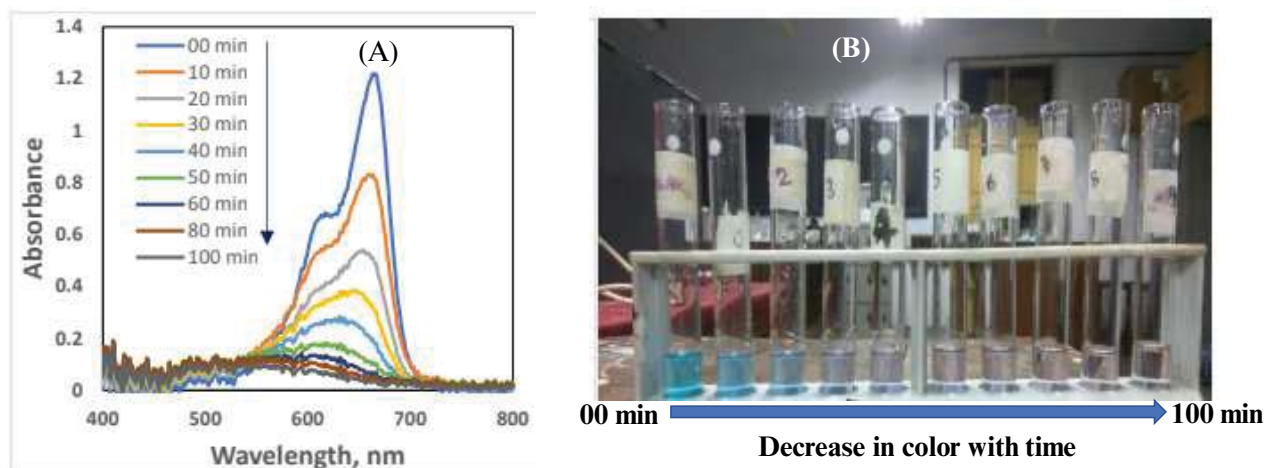 (A)
1.4
1.2
1
0.8
0.6
0.4
0.2
0
Absorbance
00 min
10 min
20 min
30 min
40 min
50 min
60 min
80 min
100 min
400
500
600
700
800
Wavelength, nm
(B)
2
3
4
5
6
8
00 min
100 min
Decrease in color with time